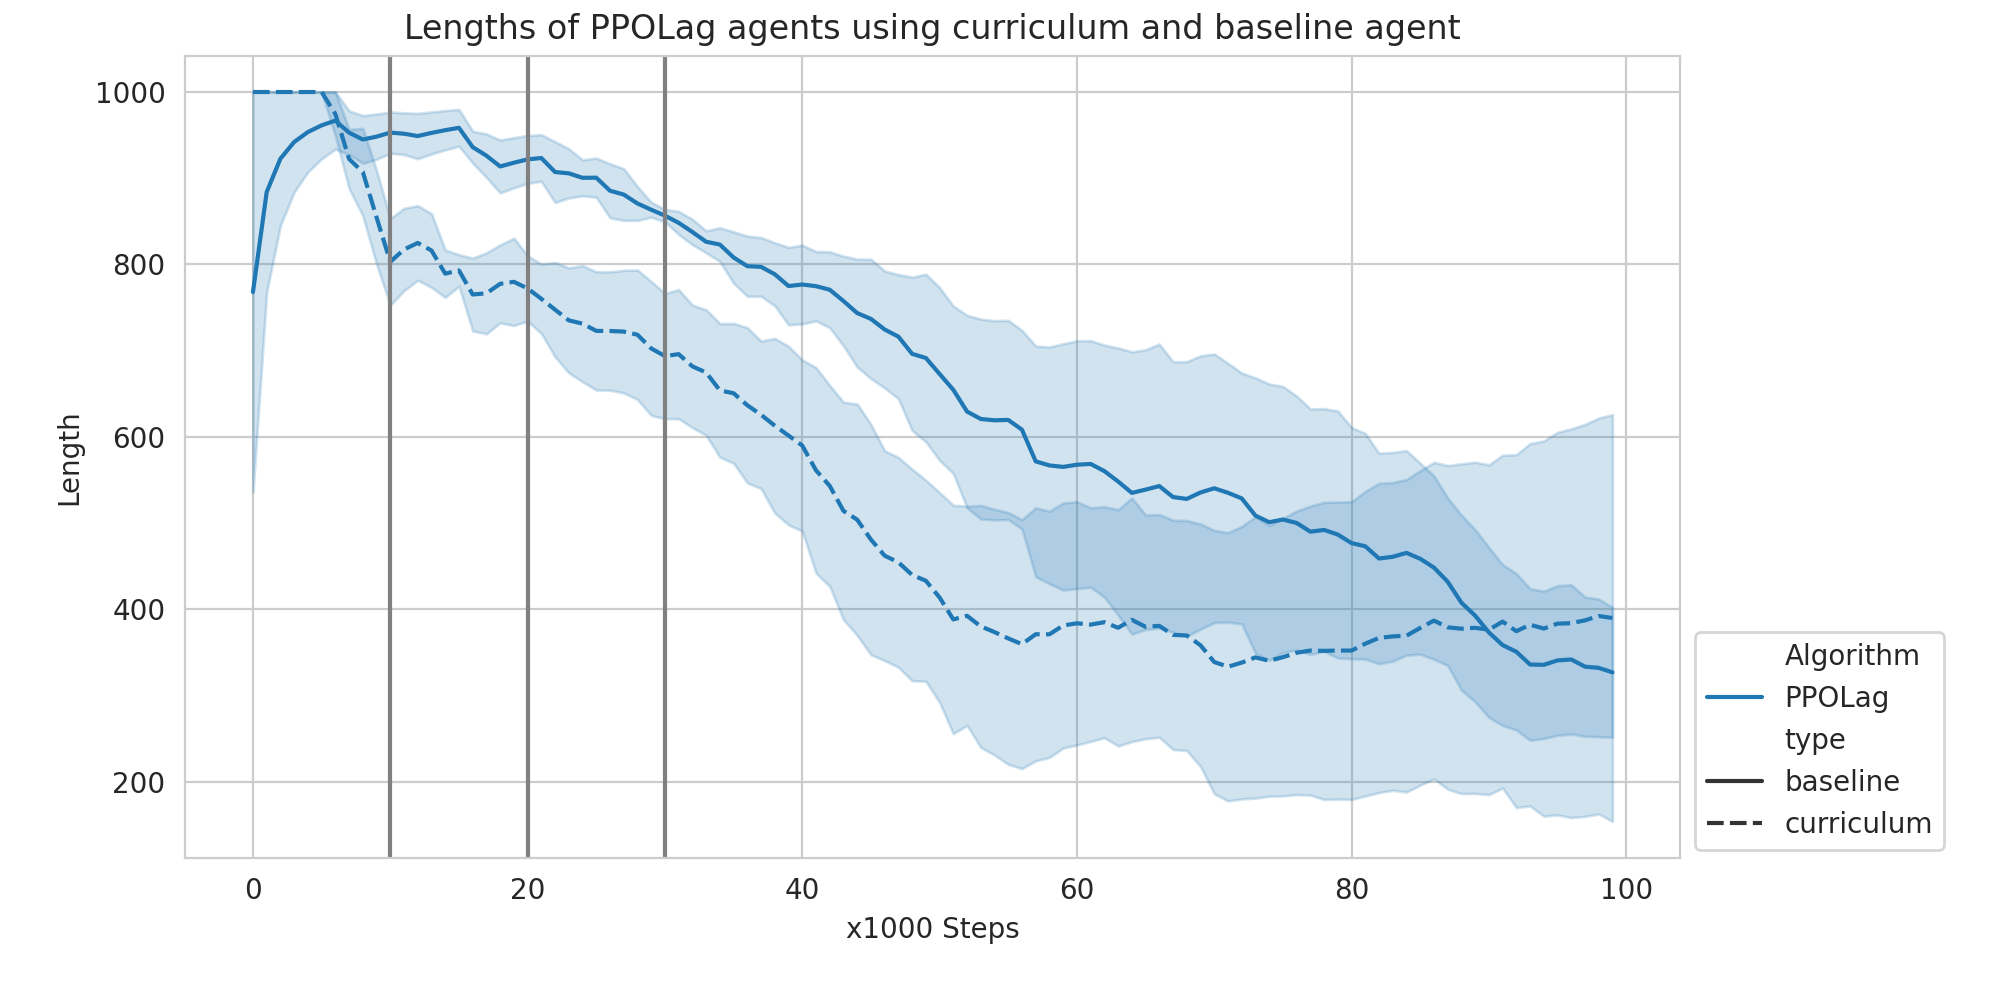 Lengths of PPOLag agents using curriculum and baseline agent
1000
800
600
400
200
Length
0 20 40 60 80 100
x1000 Steps
Algorithm
PPOLag
type
baseline
curriculum